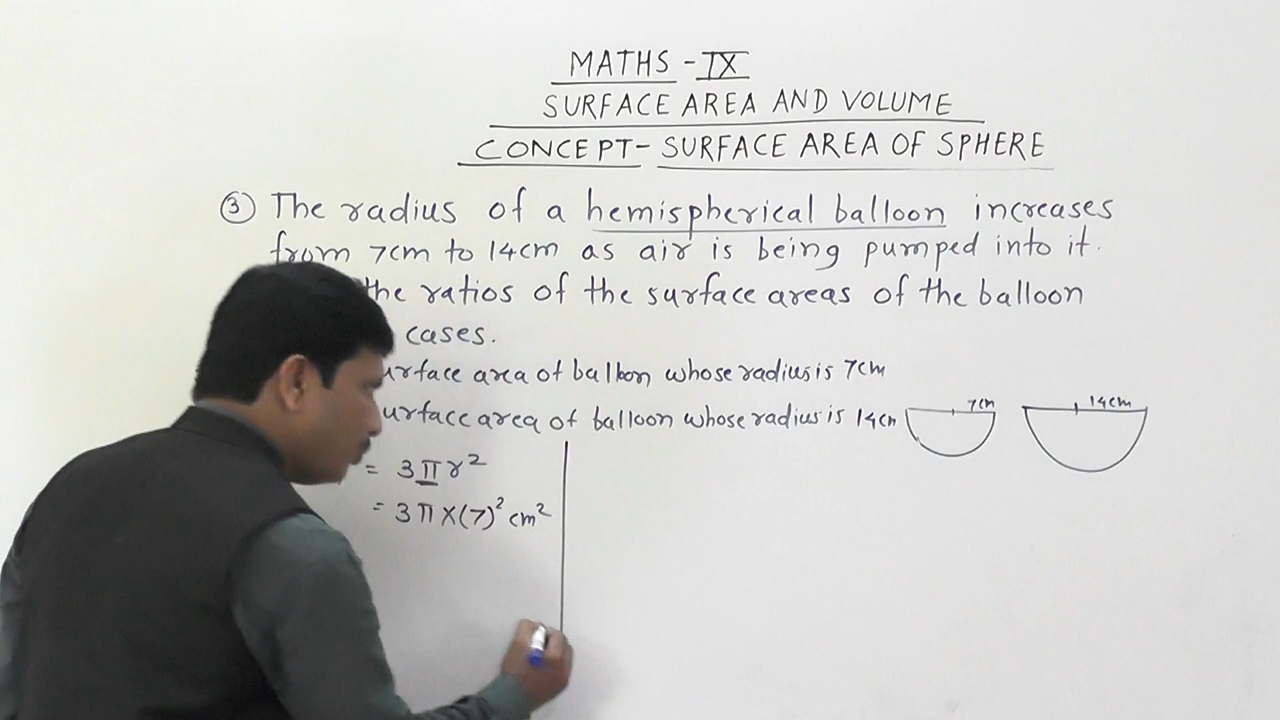 MATHS - IX
SURFACE AREA AND VOLUME
CONCEPT- SURFACE AREA OF SPHERE
③ The radius of a hemispherical balloon increases
from 7cm to 14cm as air is being pumped into it.
the ratios of the surface areas of the balloon
cases.
urface area of balloon whose radius is 7cm
urface area of balloon whose radius is 14cm
7cm
14cm
= 3πr²
= 3π×(7)² cm²